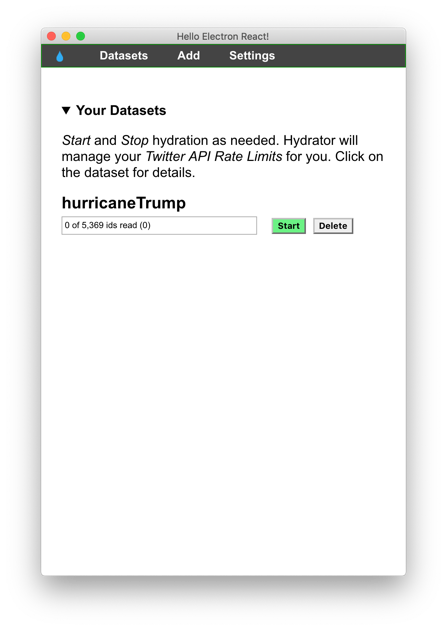 Hello Electron React!
Datasets Add Settings
▼ Your Datasets
Start and Stop hydration as needed. Hydrator will
manage your Twitter API Rate Limits for you. Click on
the dataset for details.
hurricaneTrump
0 of 5,369 ids read (0) Start Delete